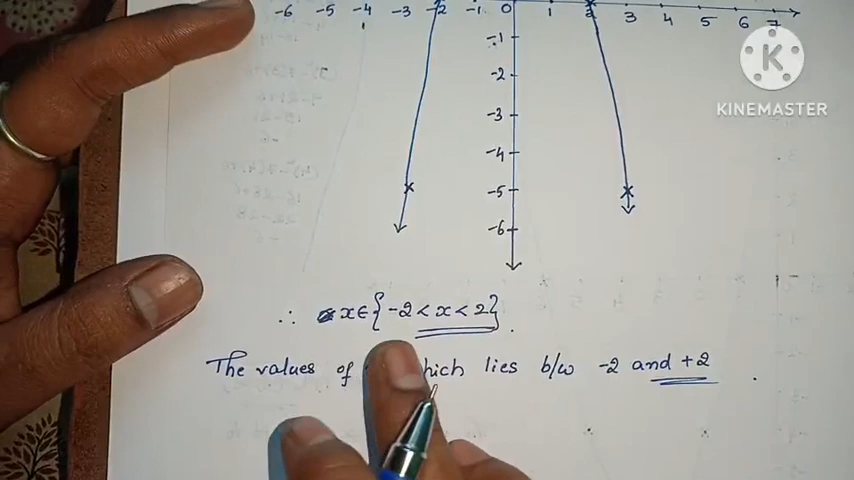 -6 -5 -4 -3 -2 -1 0 1 2 3 4 5 6 7
-1
-2
-3
-4
-5
-6
KINEMASTER
∴ x ∈ { -2 < x < 2 } .
The values of which lies b/w -2 and +2 .